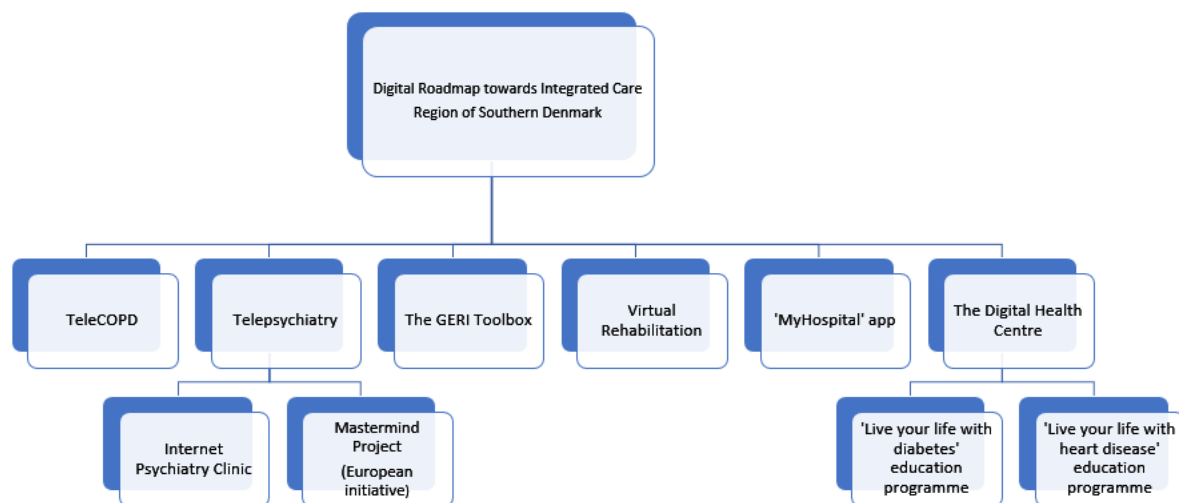 Digital Roadmap towards Integrated Care
Region of Southern Denmark
TeleCOPD
Telepsychiatry
The GERI Toolbox
Virtual
Rehabilitation
'MyHospital' app
The Digital Health
Centre
Internet
Psychiatry Clinic
Mastermind
Project
(European
initiative)
'Live your life with
diabetes'
education
programme
'Live your life with
heart disease'
education
programme